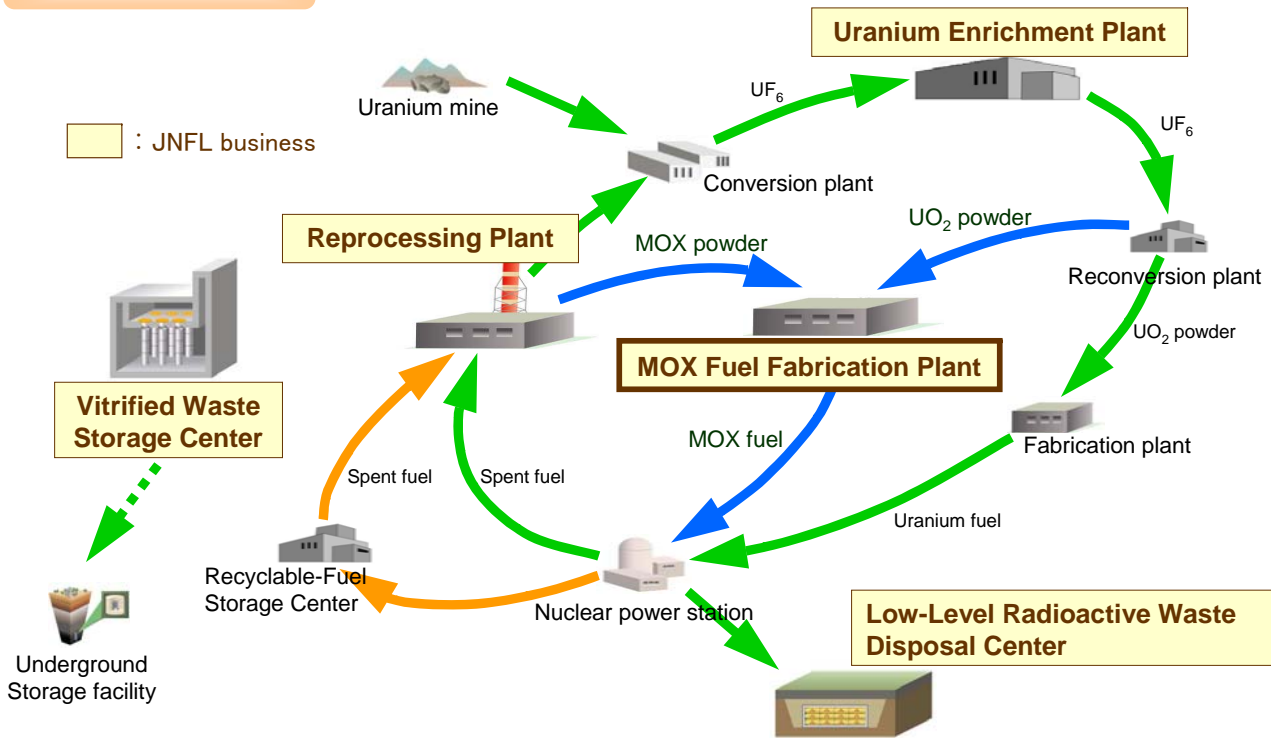 Uranium Enrichment Plant
Uranium mine
UF₆
UF₆
: JNFL business
Conversion plant
Reprocessing Plant
MOX powder
UO₂ powder
Reconversion plant
UO₂ powder
MOX Fuel Fabrication Plant
Vitrified Waste
Storage Center
MOX fuel
Fabrication plant
Spent fuel
Spent fuel
Uranium fuel
Recyclable-Fuel
Storage Center
Nuclear power station
Low-Level Radioactive Waste
Disposal Center
Underground
Storage facility